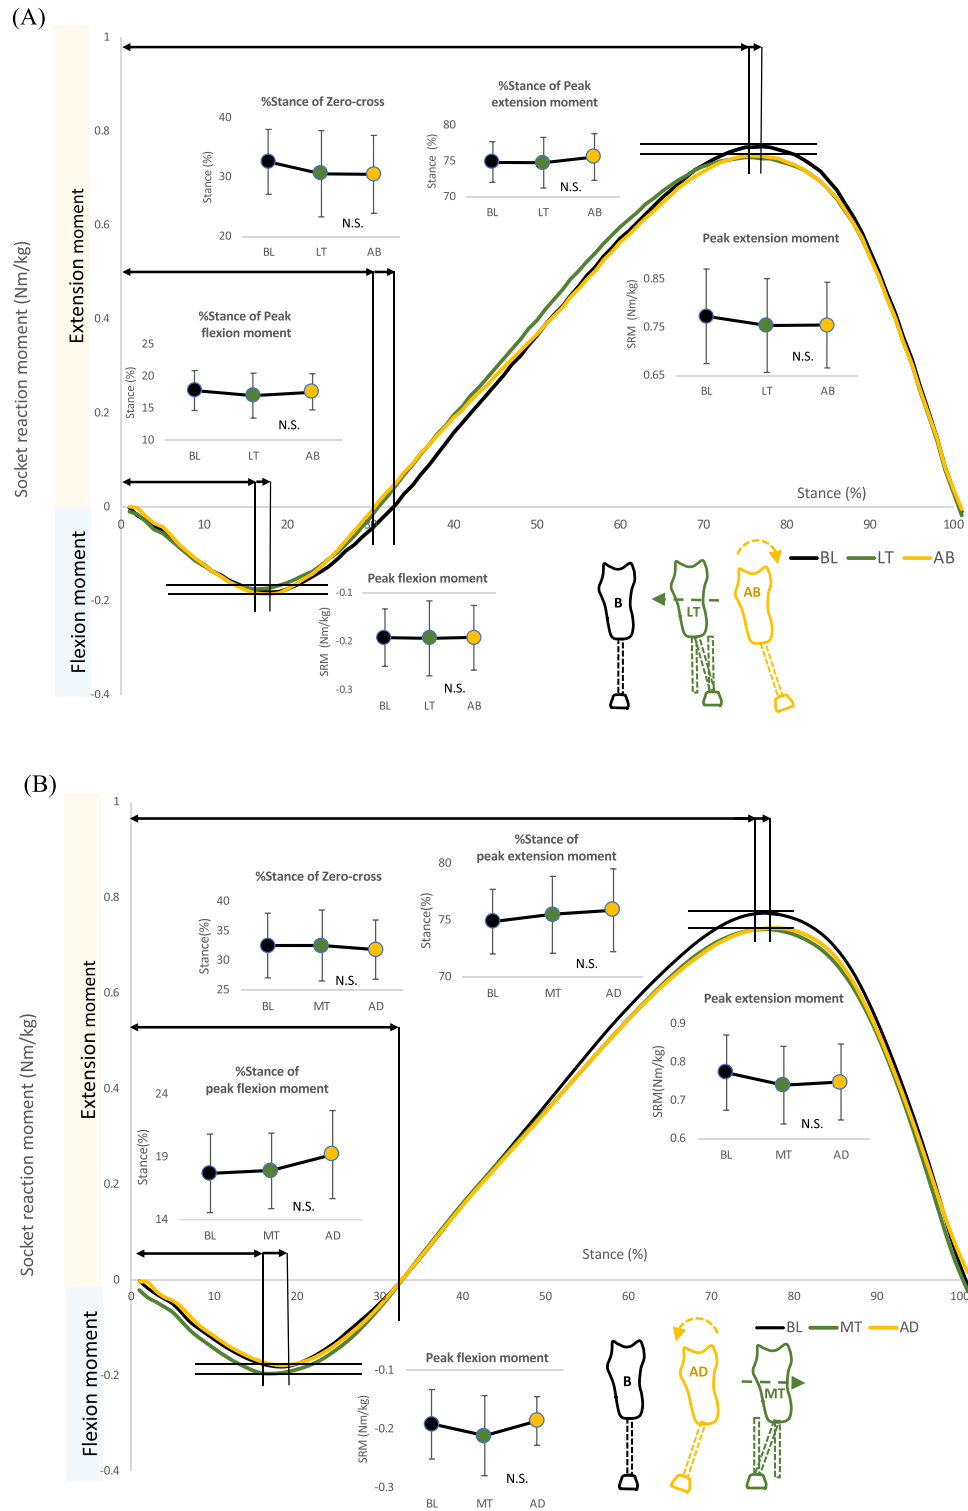 (A)
Extension moment
Flexion moment
Socket reaction moment (Nm/kg)
1
0.8
0.6
0.4
0.2
0
-0.2
-0.4
0
10
20
30
40
50
60
70
80
90
100
Stance (%)
%Stance of Zero-cross
Stance (%)
40
30
20
N.S.
BL
LT
AB
%Stance of Peak
extension moment
Stance (%)
80
75
70
N.S.
BL
LT
AB
%Stance of Peak
flexion moment
Stance (%)
25
20
15
10
N.S.
BL
LT
AB
Peak extension moment
SRM (Nm/kg)
0.85
0.75
0.65
N.S.
BL
LT
AB
Peak flexion moment
SRM (Nm/kg)
-0.1
-0.2
-0.3
N.S.
BL
LT
AB
BL LT AB
B
LT
AB
(B)
Extension moment
Flexion moment
Socket reaction moment (Nm/kg)
1
0.8
0.6
0.4
0.2
0
-0.2
-0.4
0
10
20
30
40
50
60
70
80
90
100
Stance (%)
%Stance of Zero-cross
Stance(%)
40
35
30
25
N.S.
BL
MT
AD
%Stance of
peak extension moment
Stance(%)
80
75
70
N.S.
BL
MT
AD
%Stance of
peak flexion moment
Stance(%)
24
19
14
N.S.
BL
MT
AD
Peak extension moment
SRM(Nm/kg)
0.9
0.8
0.7
0.6
N.S.
BL
MT
AD
Peak flexion moment
SRM (Nm/kg)
-0.1
-0.2
-0.3
N.S.
BL
MT
AD
BL MT AD
B
AD
MT